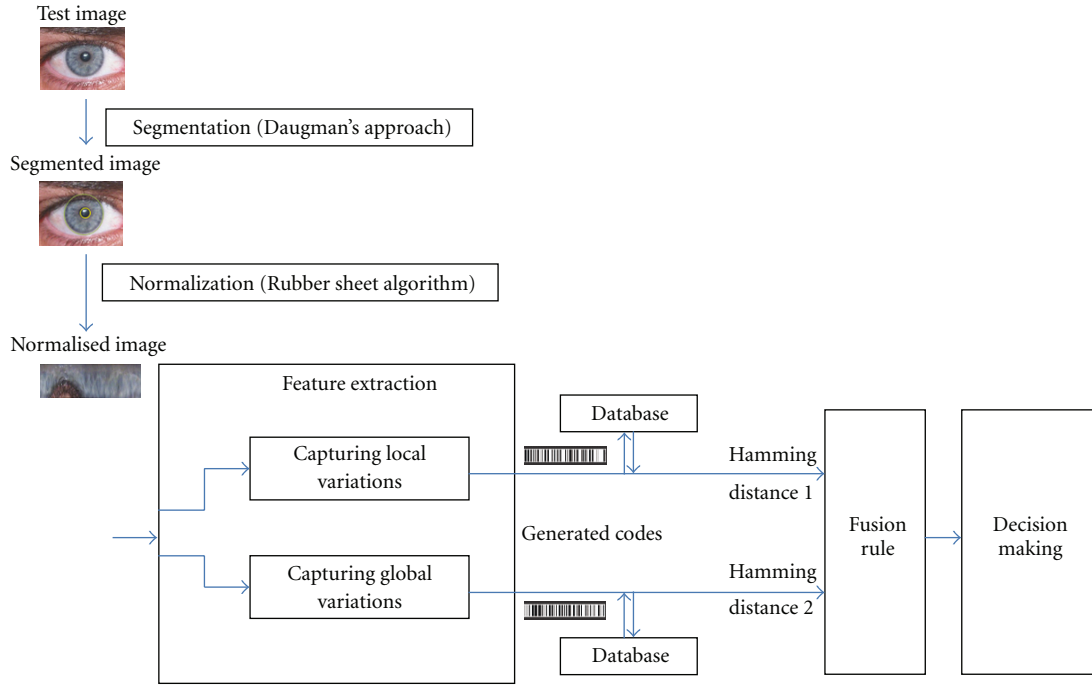 Test image
Segmentation (Daugman's approach)
Segmented image
Normalization (Rubber sheet algorithm)
Normalised image
Feature extraction
Database
Capturing local
variations
Hamming
distance 1
Generated codes
Fusion
rule
Decision
making
Capturing global
variations
Hamming
distance 2
Database